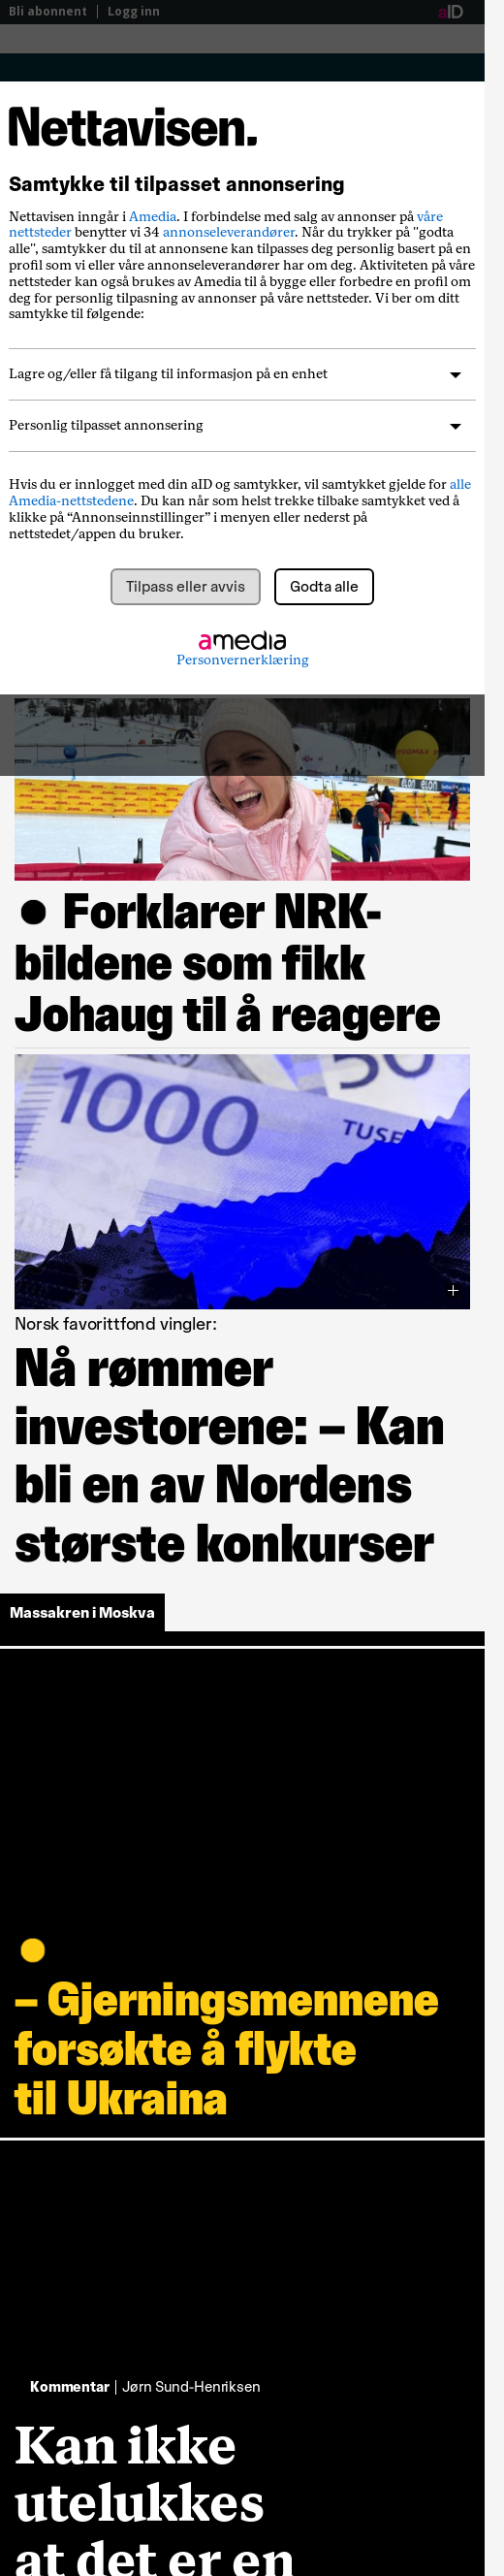 Bli abonnent | Logg inn
aID
Nettavisen.
Samtykke til tilpasset annonsering
Nettavisen inngår i Amedia. I forbindelse med salg av annonser på våre
nettsteder benytter vi 34 annonseleverandører. Når du trykker på "godta
alle", samtykker du til at annonsene kan tilpasses deg personlig basert på en
profil som vi eller våre annonseleverandører har om deg. Aktiviteten på våre
nettsteder kan også brukes av Amedia til å bygge eller forbedre en profil om
deg for personlig tilpasning av annonser på våre nettsteder. Vi ber om ditt
samtykke til følgende:
Lagre og/eller få tilgang til informasjon på en enhet
Personlig tilpasset annonsering
Hvis du er innlogget med din aID og samtykker, vil samtykket gjelde for alle
Amedia-nettstedene. Du kan når som helst trekke tilbake samtykket ved å
klikke på “Annonseinnstillinger” i menyen eller nederst på
nettstedet/appen du bruker.
Tilpass eller avvis
Godta alle
amedia
Personvernerklæring
● Forklarer NRK-
bildene som fikk
Johaug til å reagere
1000
50
TUSE
Norsk favorittfond vingler:
Nå rømmer
investorene: – Kan
bli en av Nordens
største konkurser
Massakren i Moskva
– Gjerningsmennene
forsøkte å flykte
til Ukraina
Kommentar | Jørn Sund-Henriksen
Kan ikke
utelukkes
at det er en